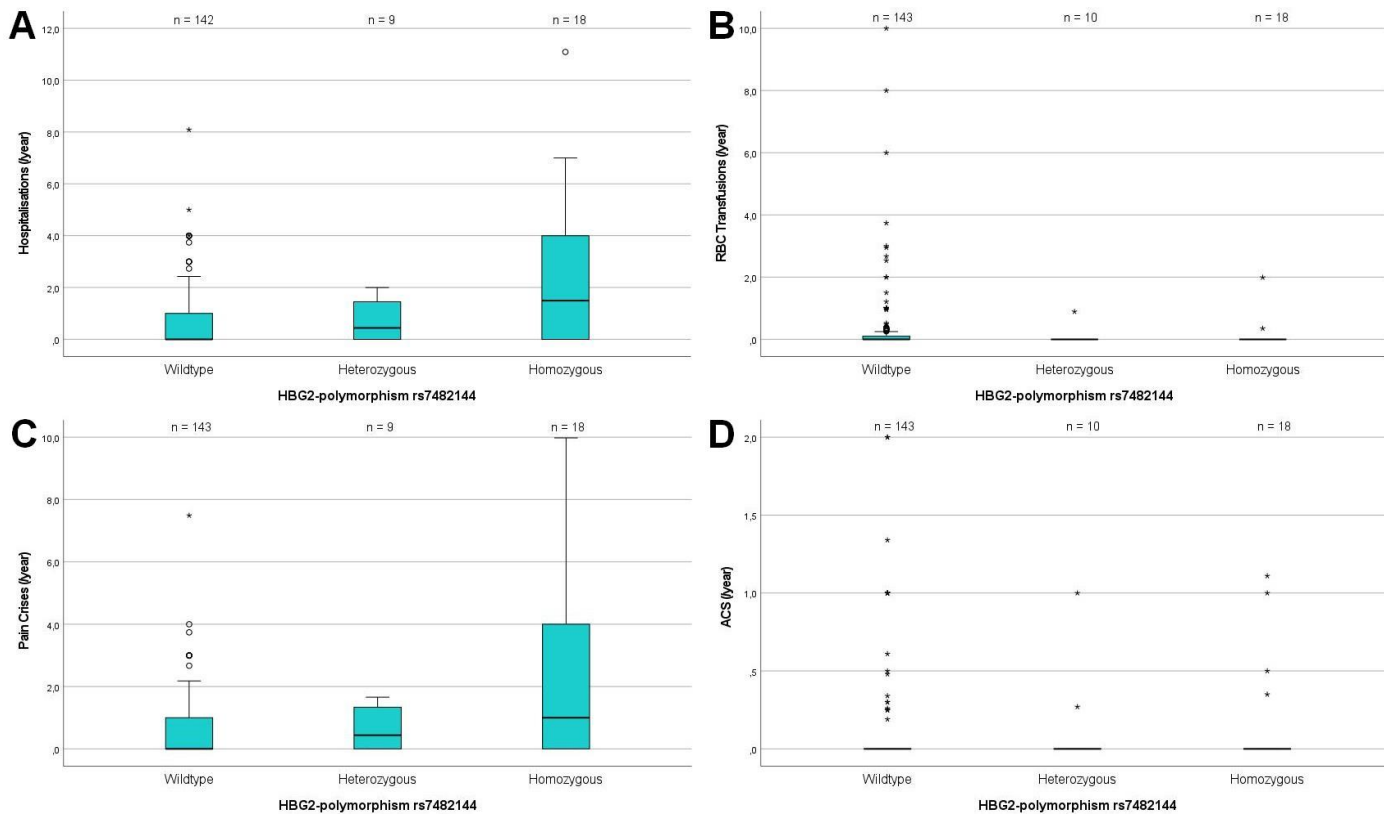 A
n = 142
n = 9
n = 18
12,0
10,0
8,0
6,0
4,0
2,0
,0
Hospitalisations (/year)
Wildtype
Heterozygous
Homozygous
HBG2-polymorphism rs7482144
B
n = 143
n = 10
n = 18
10,0
8,0
6,0
4,0
2,0
,0
RBC Transfusions (/year)
Wildtype
Heterozygous
Homozygous
HBG2-polymorphism rs7482144
C
n = 143
n = 9
n = 18
10,0
8,0
6,0
4,0
2,0
,0
Pain Crises (/year)
Wildtype
Heterozygous
Homozygous
HBG2-polymorphism rs7482144
D
n = 143
n = 10
n = 18
2,0
1,5
1,0
,5
,0
ACS (/year)
Wildtype
Heterozygous
Homozygous
HBG2-polymorphism rs7482144